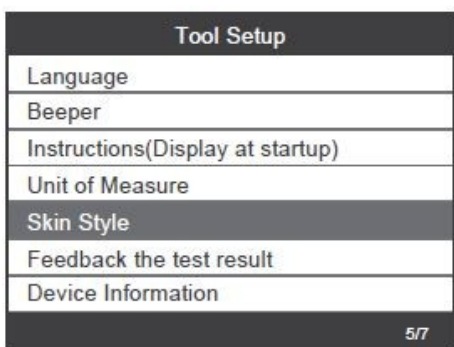 Tool Setup
Language
Beeper
Instructions(Display at startup)
Unit of Measure
Skin Style
Feedback the test result
Device Information
5/7